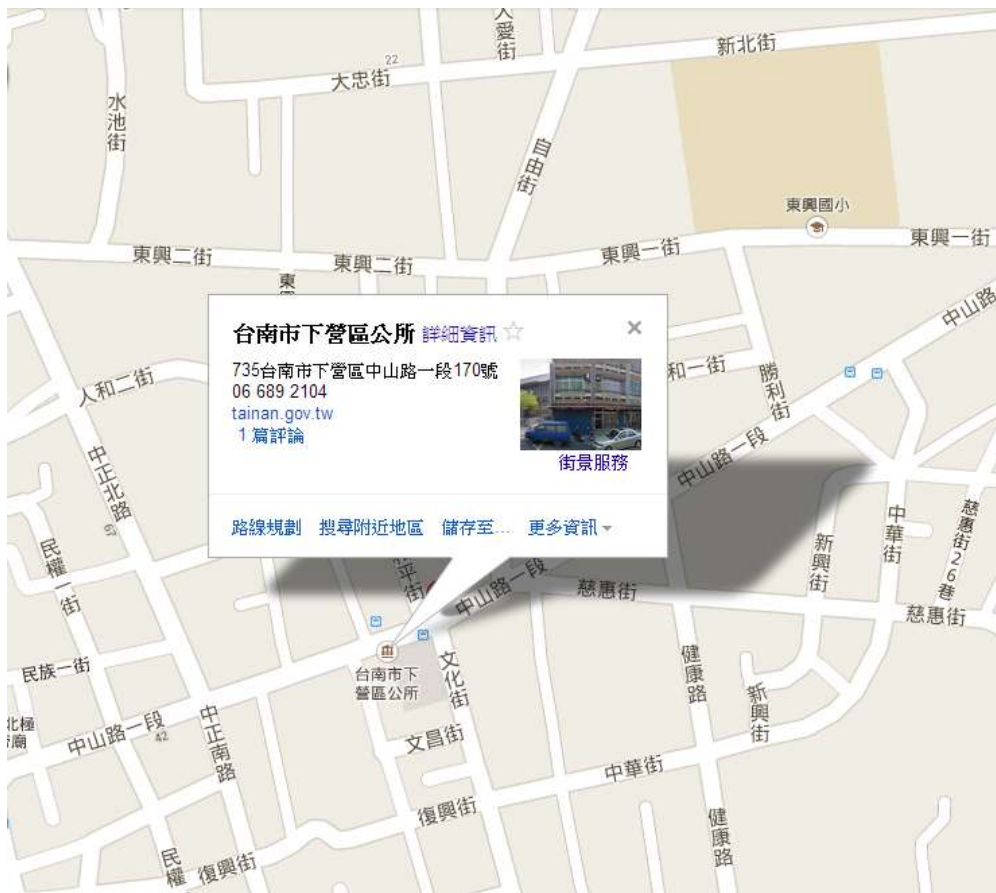 人愛街
新北街
22
大忠街
水池街
自由街
東興國小
東興一街
東興一街
東興二街
東興二街
中山路
台南市下營區公所 詳細資訊
735台南市下營區中山路一段170號
06 689 2104
tainan.gov.tw
1 篇評論
街景服務
路線規劃 搜尋附近地區 儲存至... 更多資訊
和一街
勝利街
人和二街
中山路一段
中正北路
67
中華街
慈惠街26巷
新興街
民權一街
平街
中山路一段
慈惠街
慈惠街
台南市下
營區公所
文化街
健康路
新興街
民族一街
北極
中山路一段
42
中正南路
文昌街
中華街
復興街
健康路
民權
復興街